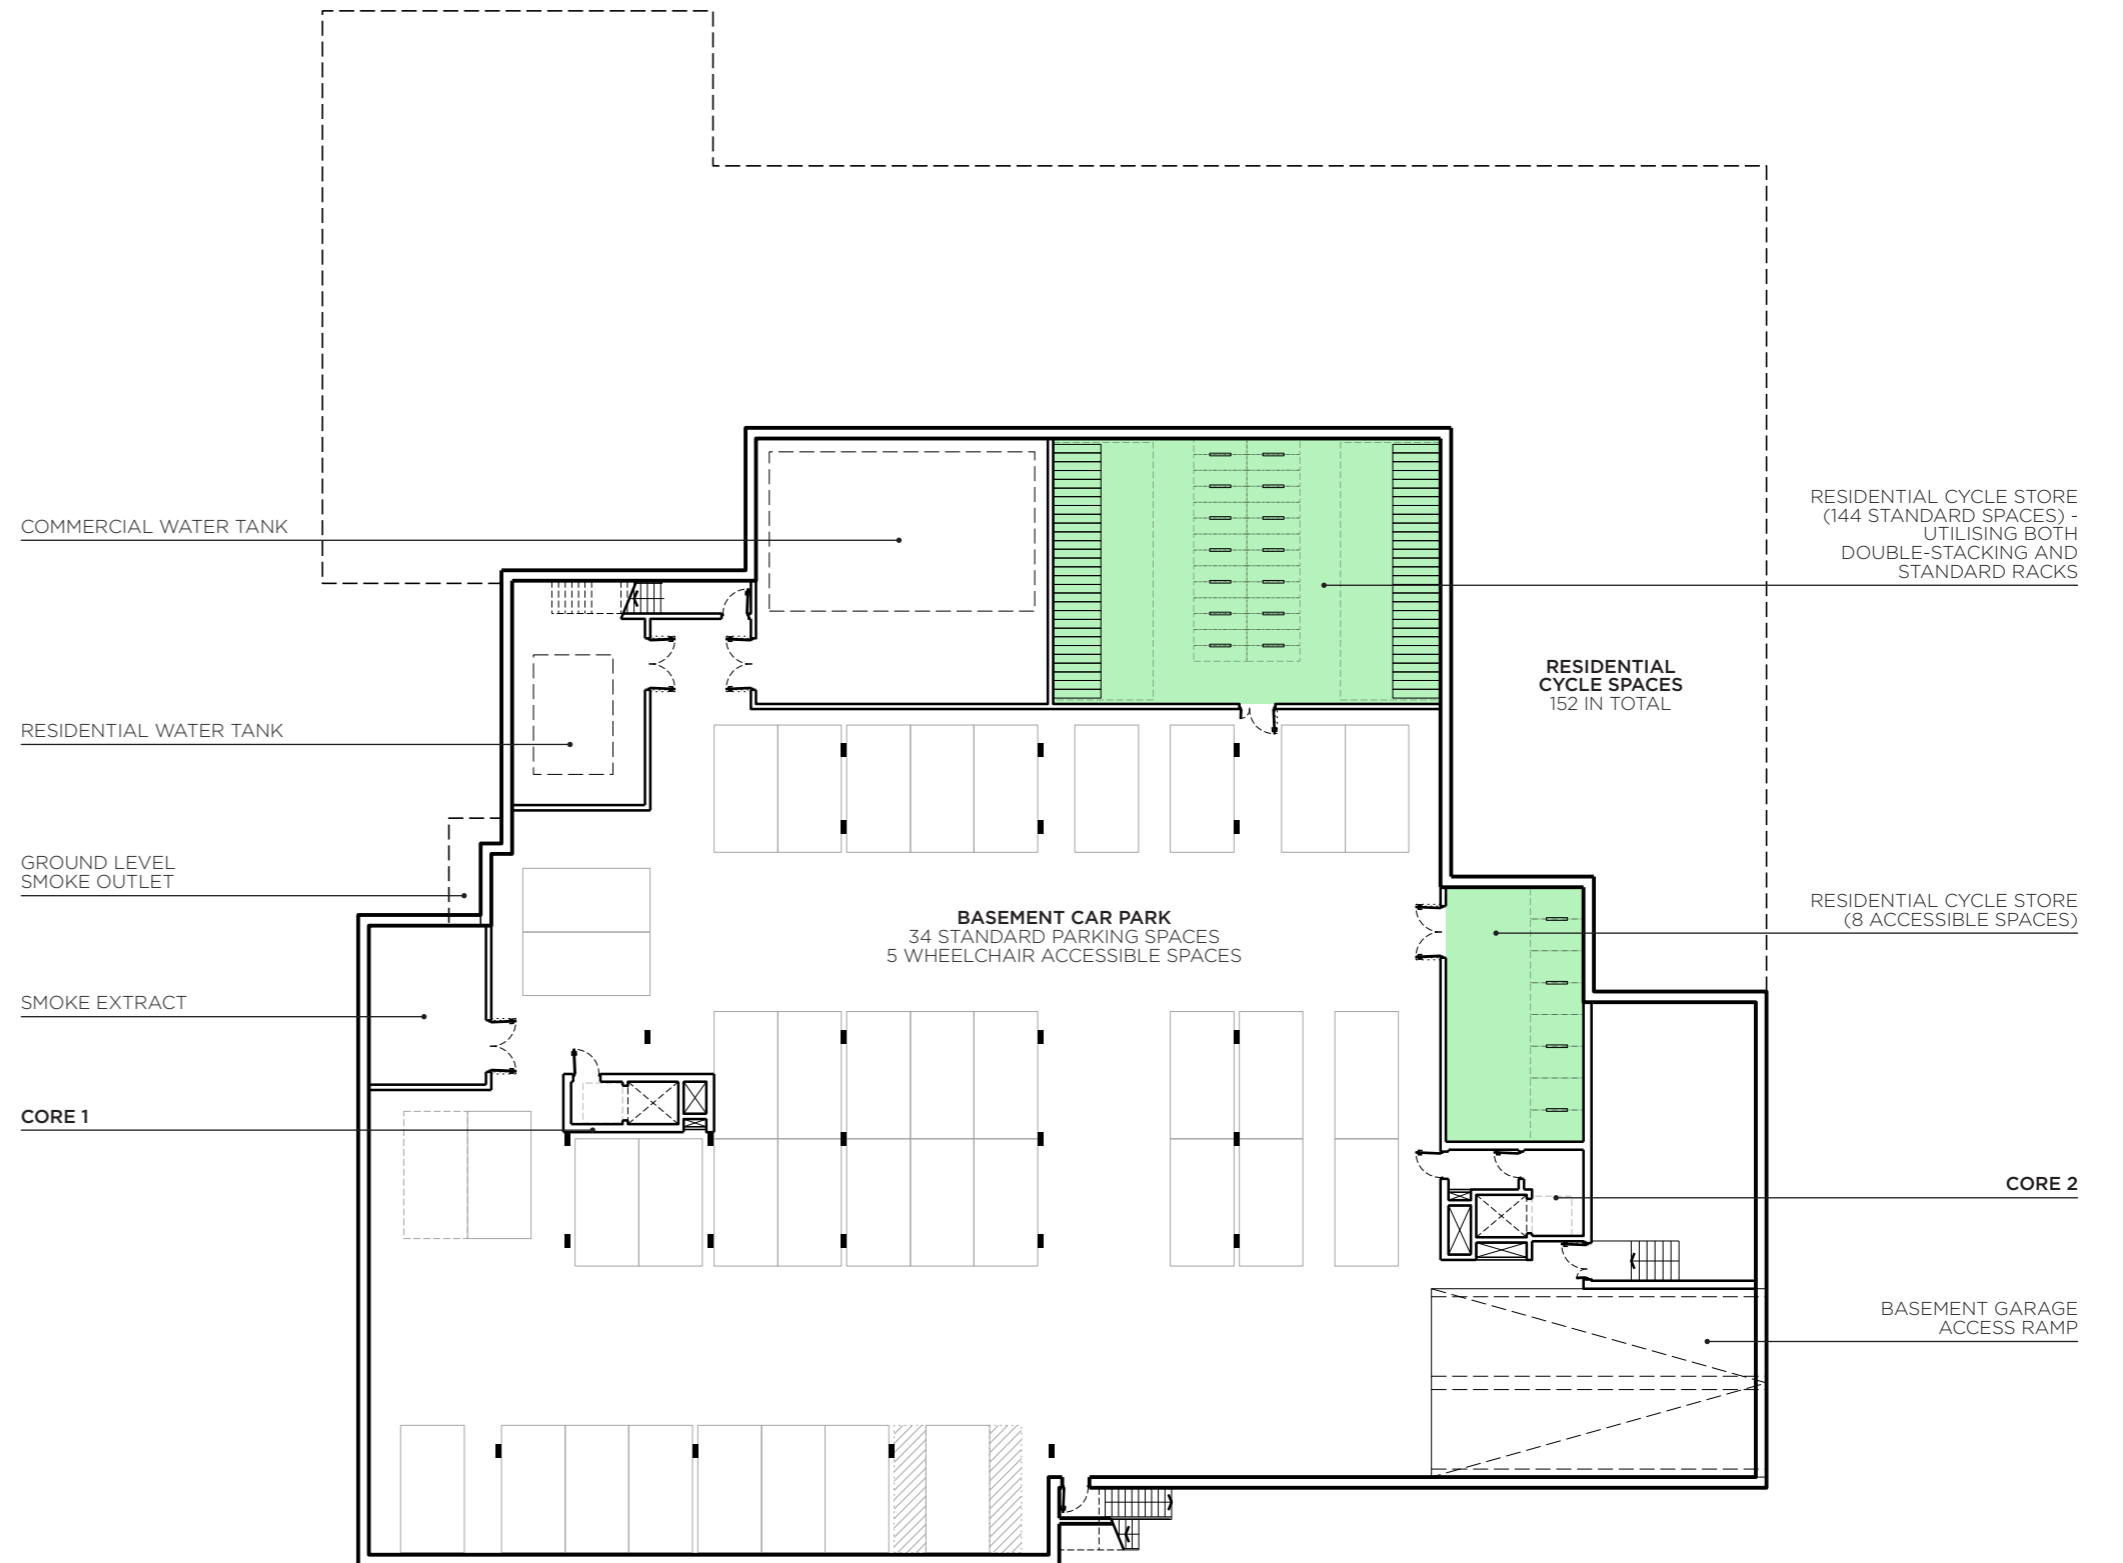 COMMERCIAL WATER TANK
RESIDENTIAL WATER TANK
GROUND LEVEL
SMOKE OUTLET
SMOKE EXTRACT
CORE 1
BASEMENT CAR PARK
34 STANDARD PARKING SPACES
5 WHEELCHAIR ACCESSIBLE SPACES
RESIDENTIAL
CYCLE SPACES
152 IN TOTAL
RESIDENTIAL CYCLE STORE
(144 STANDARD SPACES) -
UTILISING BOTH
DOUBLE-STACKING AND
STANDARD RACKS
RESIDENTIAL CYCLE STORE
(8 ACCESSIBLE SPACES)
CORE 2
BASEMENT GARAGE
ACCESS RAMP